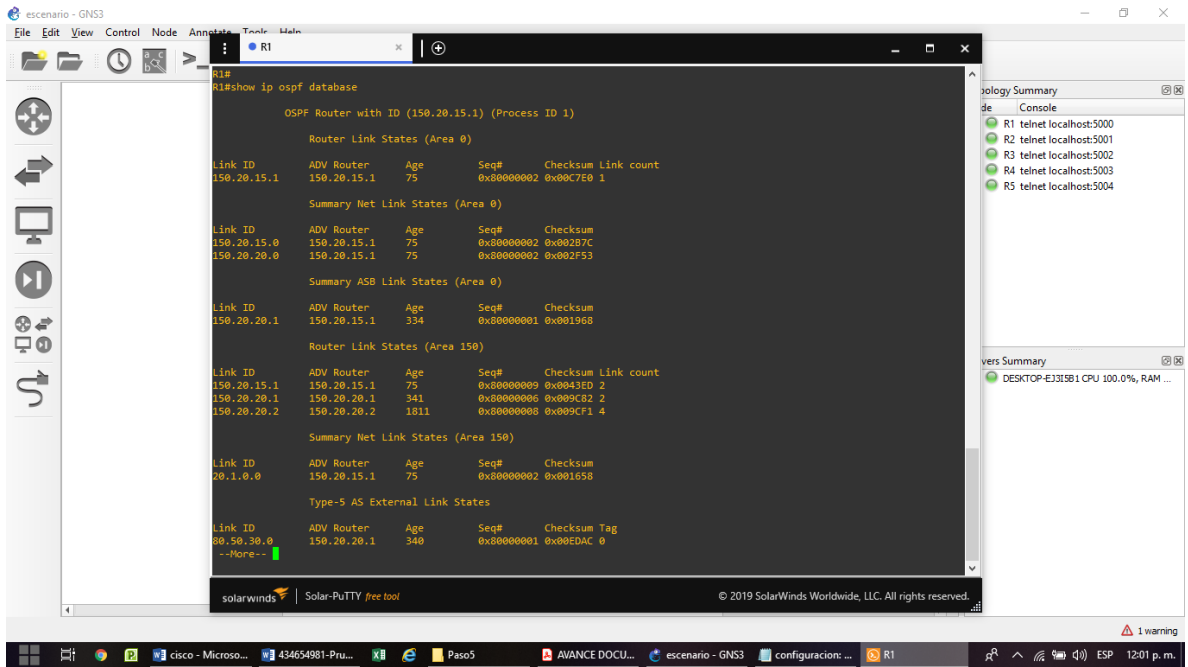 escenario - GNS3
File Edit View Control Node Annotate Tools Help
R1
R1#
R1#show ip ospf database
OSPF Router with ID (150.20.15.1) (Process ID 1)
Router Link States (Area 0)
Link ID ADV Router Age Seq# Checksum Link count
150.20.15.1 150.20.15.1 75 0x80000002 0x00C7E0 1
Summary Net Link States (Area 0)
Link ID ADV Router Age Seq# Checksum
150.20.15.0 150.20.15.1 75 0x80000002 0x002B7C
150.20.20.0 150.20.15.1 75 0x80000002 0x002F53
Summary ASB Link States (Area 0)
Link ID ADV Router Age Seq# Checksum
150.20.20.1 150.20.15.1 334 0x80000001 0x001968
Router Link States (Area 150)
Link ID ADV Router Age Seq# Checksum Link count
150.20.15.1 150.20.15.1 75 0x80000009 0x0043ED 2
150.20.20.1 150.20.20.1 341 0x80000006 0x009C82 2
150.20.20.2 150.20.20.2 1811 0x80000008 0x009CF1 4
Summary Net Link States (Area 150)
Link ID ADV Router Age Seq# Checksum
20.1.0.0 150.20.15.1 75 0x80000002 0x001658
Type-5 AS External Link States
Link ID ADV Router Age Seq# Checksum Tag
80.50.30.0 150.20.20.1 340 0x80000001 0x00EDAC 0
--More--
solarwinds Solar-PuTTY free tool © 2019 SolarWinds Worldwide, LLC. All rights reserved.
pology Summary
de Console
R1 telnet localhost:5000
R2 telnet localhost:5001
R3 telnet localhost:5002
R4 telnet localhost:5003
R5 telnet localhost:5004
vers Summary
DESKTOP-EJ3I5B1 CPU 100.0%, RAM ...
1 warning
cisco - Microso... 434654981-Pru... Paso5 AVANCE DOCU... escenario - GNS3 configuracion: ... R1 ESP 12:01 p. m.